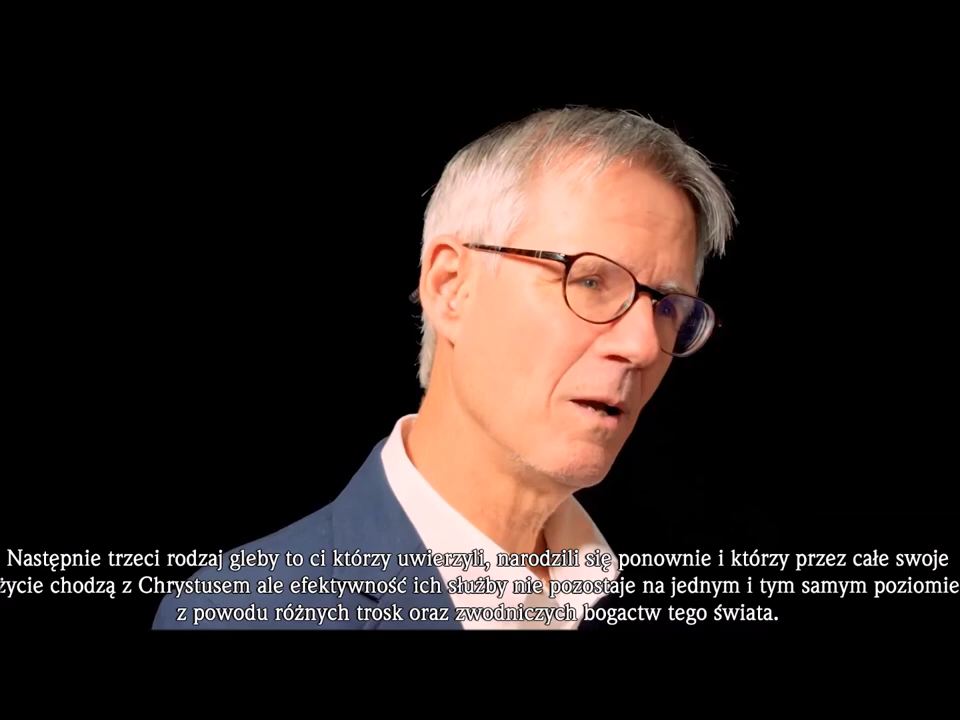 Następnie trzeci rodzaj gleby to ci którzy uwierzyli, narodzili się ponownie i którzy przez całe swoje
życie chodzą z Chrystusem ale efektywność ich służby nie pozostaje na jednym i tym samym poziomie
z powodu różnych trosk oraz zwodniczych bogactw tego świata.